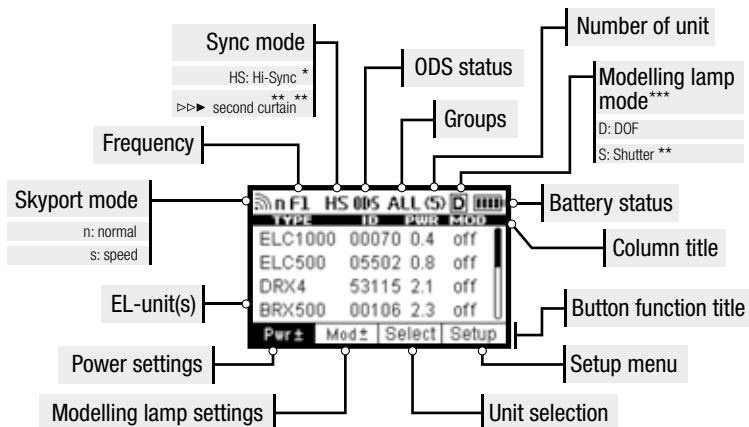 Number of unit
Sync mode
HS: Hi-Sync *
▷▷► second curtain ** **
ODS status
Modelling lamp mode***
D: DOF
S: Shutter **
Groups
Frequency
Skyport mode
n: normal
s: speed
n F1 HS ODS ALL (5) D
Battery status
TYPE ID PWR MOD
Column title
ELC1000 00070 0.4 off
ELC500 05502 0.8 off
DRX4 53115 2.1 off
BRX500 00106 2.3 off
EL-unit(s)
Button function title
Pwr± Mod± Select Setup
Power settings
Setup menu
Modelling lamp settings
Unit selection